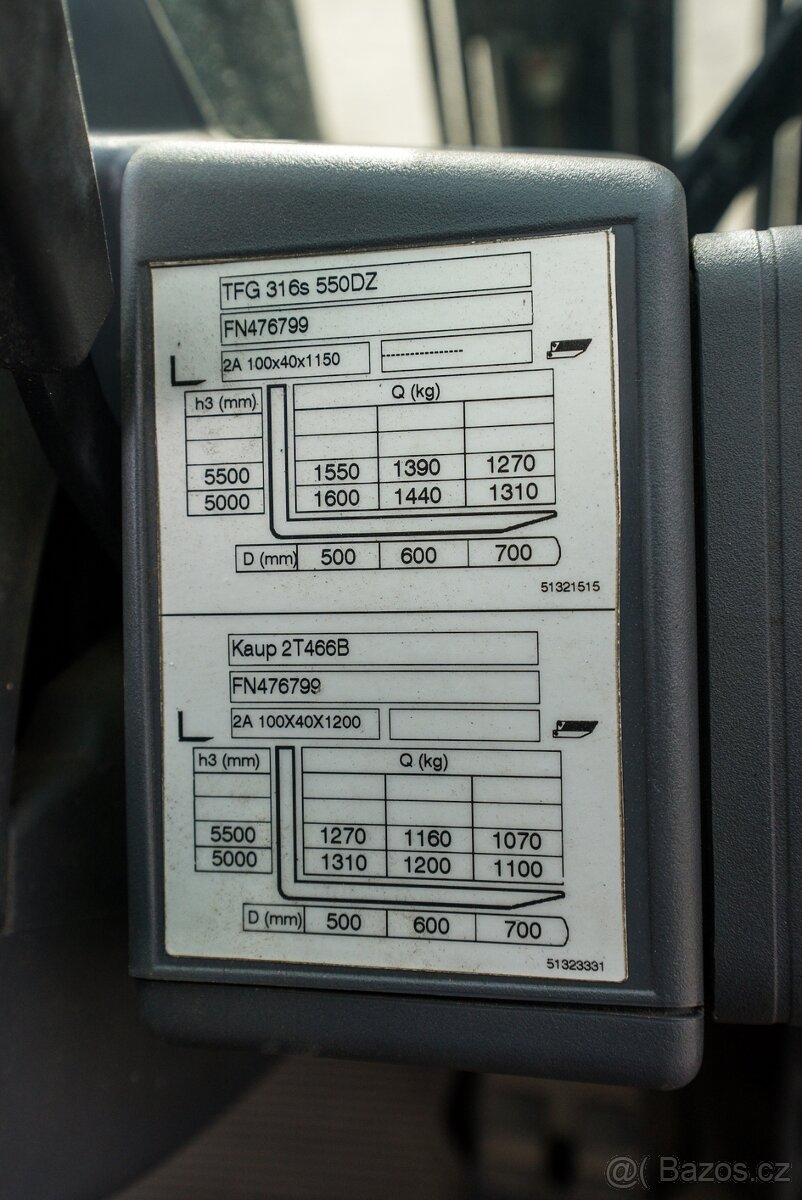 TFG 316s 550DZ
FN476799
2A 100x40x1150 --------------------
h3 (mm) Q (kg)
5500 1550 1390 1270
5000 1600 1440 1310
D (mm) 500 600 700
51321515
Kaup 2T466B
FN476799
2A 100X40X1200
h3 (mm) Q (kg)
5500 1270 1160 1070
5000 1310 1200 1100
D (mm) 500 600 700
51323331
@( Bazos.cz